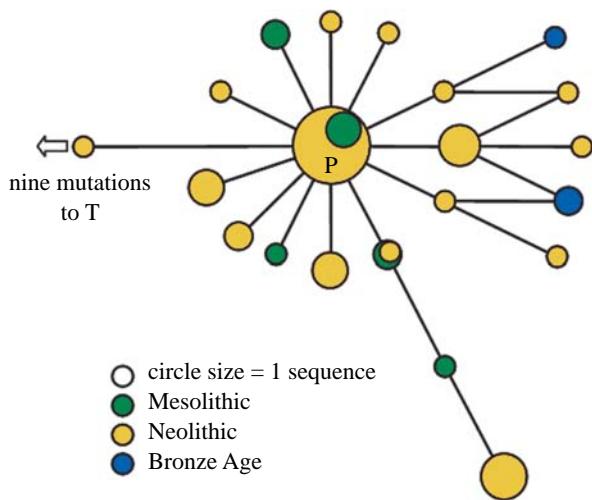 P
nine mutations
to T
circle size = 1 sequence
Mesolithic
Neolithic
Bronze Age